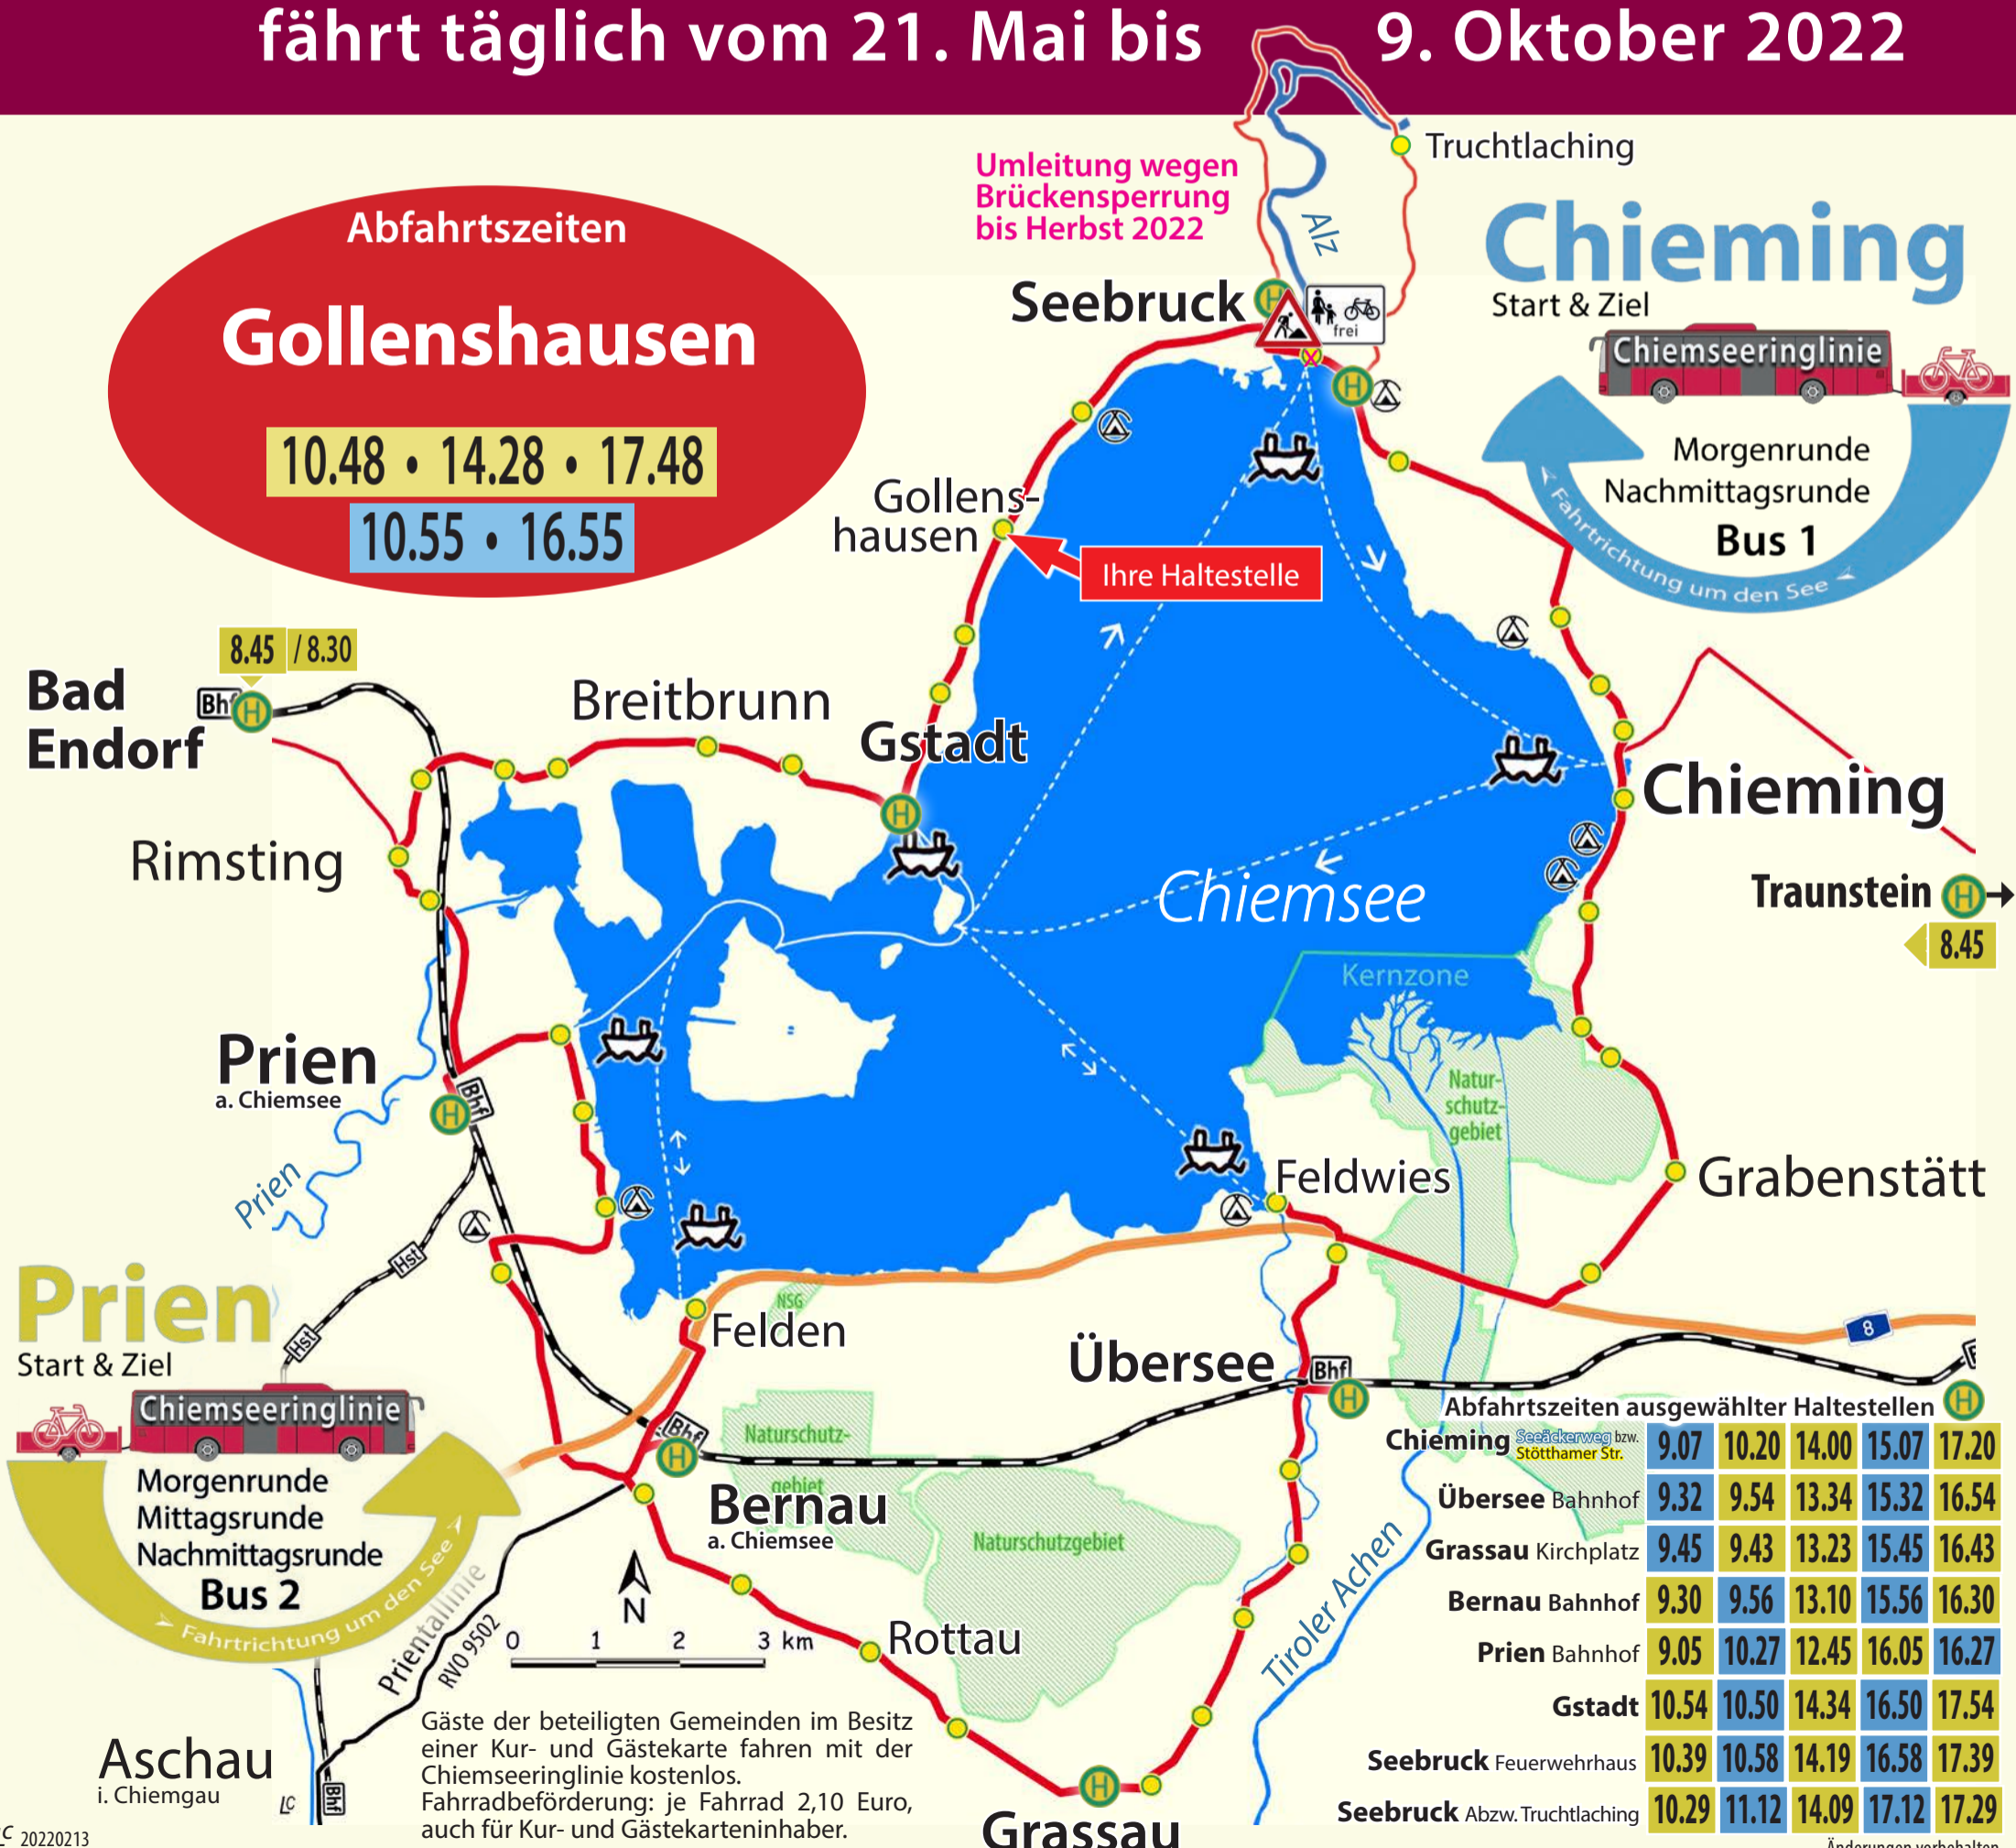 fährt täglich vom 21. Mai bis 9. Oktober 2022
Truchtlaching
Umleitung wegen
Brückensperrung
bis Herbst 2022
Alz
Abfahrtszeiten
Gollenshausen
10.48 • 14.28 • 17.48
10.55 • 16.55
Seebruck
H
frei
H
Chieming
Start & Ziel
Chiemseeringlinie
Morgenrunde
Nachmittagsrunde
Bus 1
Fahrtrichtung um den See
Gollens-
hausen
Ihre Haltestelle
8.45 / 8.30
Bad
Endorf
Bhf
H
Breitbrunn
Gstadt
H
Rimsting
Chieming
Chiemsee
Traunstein H
8.45
Kernzone
Prien
a. Chiemsee
Bhf
H
Natur-
schutz-
gebiet
Prien
Feldwies
Grabenstätt
Hst
Hst
NSG
Felden
8
Übersee
Bhf
H
Prien
Start & Ziel
Chiemseeringlinie
Morgenrunde
Mittagsrunde
Nachmittagsrunde
Bus 2
Fahrtrichtung um den See
Bhf
H
Naturschutz-
gebiet
Bernau
a. Chiemsee
Naturschutzgebiet
N
0 1 2 3 km
Prientallinie
RVO 9502
Rottau
Tiroler Achen
Aschau
i. Chiemgau
LC
Bhf
Gäste der beteiligten Gemeinden im Besitz
einer Kur- und Gästekarte fahren mit der
Chiemseeringlinie kostenlos.
Fahrradbeförderung: je Fahrrad 2,10 Euro,
auch für Kur- und Gästekarteninhaber.
H
Grassau
Abfahrtszeiten ausgewählter Haltestellen H
Chieming Seeäckerweg bzw. Stötthamer Str. 9.07 10.20 14.00 15.07 17.20
Übersee Bahnhof 9.32 9.54 13.34 15.32 16.54
Grassau Kirchplatz 9.45 9.43 13.23 15.45 16.43
Bernau Bahnhof 9.30 9.56 13.10 15.56 16.30
Prien Bahnhof 9.05 10.27 12.45 16.05 16.27
Gstadt 10.54 10.50 14.34 16.50 17.54
Seebruck Feuerwehrhaus 10.39 10.58 14.19 16.58 17.39
Seebruck Abzw. Truchtlaching 10.29 11.12 14.09 17.12 17.29
LC 20220213
Änderungen vorbehalten